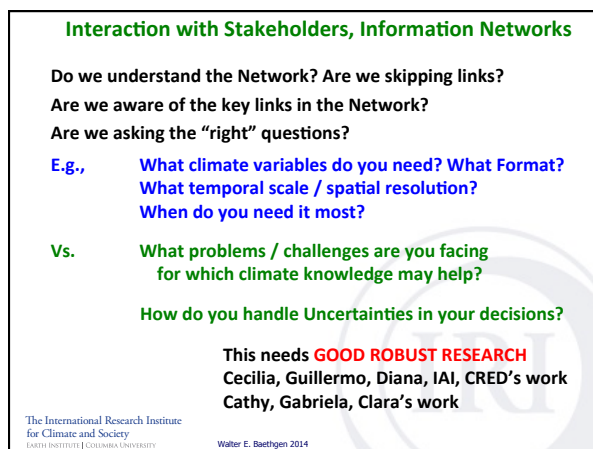 Interaction with Stakeholders, Information Networks
Do we understand the Network? Are we skipping links?
Are we aware of the key links in the Network?
Are we asking the “right” questions?
E.g., What climate variables do you need? What Format?
What temporal scale / spatial resolution?
When do you need it most?
Vs. What problems / challenges are you facing
for which climate knowledge may help?
How do you handle Uncertainties in your decisions?
This needs GOOD ROBUST RESEARCH
Cecilia, Guillermo, Diana, IAI, CRED’s work
Cathy, Gabriela, Clara’s work
The International Research Institute
for Climate and Society
EARTH INSTITUTE | COLUMBIA UNIVERSITY
Walter E. Baethgen 2014
IRI